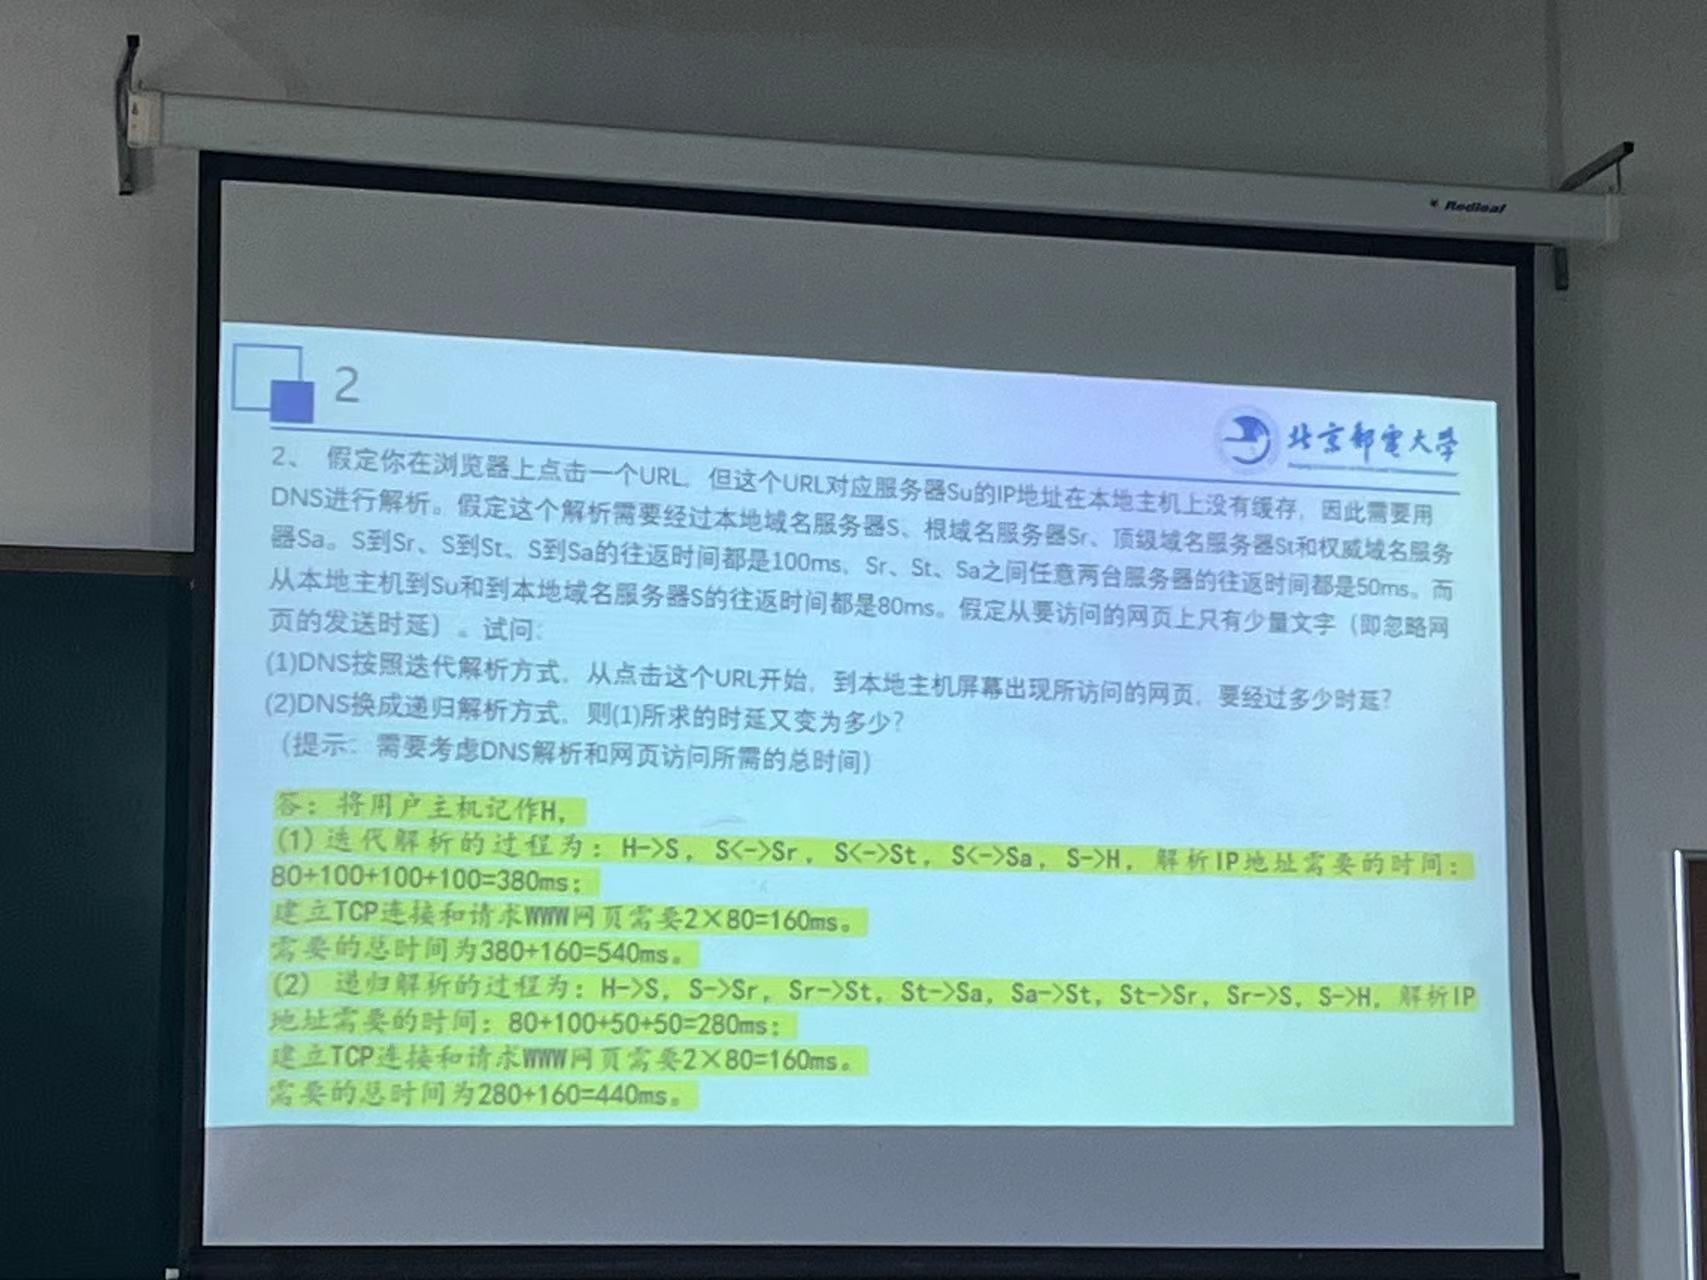 Redleaf
2
北京邮电大学
2、 假定你在浏览器上点击一个URL，但这个URL对应服务器Su的IP地址在本地主机上没有缓存，因此需要用
DNS进行解析。假定这个解析需要经过本地域名服务器S、根域名服务器Sr、顶级域名服务器St和权威域名服务
器Sa。S到Sr、S到St、S到Sa的往返时间都是100ms，Sr、St、Sa之间任意两台服务器的往返时间都是50ms。而
从本地主机到Su和到本地域名服务器S的往返时间都是80ms。假定从要访问的网页上只有少量文字（即忽略网
页的发送时延）。试问：
(1)DNS按照迭代解析方式，从点击这个URL开始，到本地主机屏幕出现所访问的网页，要经过多少时延？
(2)DNS换成递归解析方式，则(1)所求的时延又变为多少？
（提示：需要考虑DNS解析和网页访问所需的总时间）
答：将用户主机记作H，
(1) 迭代解析的过程为：H->S，S<->Sr，S<->St，S<->Sa，S->H，解析IP地址需要的时间：
80+100+100+100=380ms；
建立TCP连接和请求WWW网页需要2×80=160ms。
需要的总时间为380+160=540ms。
(2) 递归解析的过程为：H->S，S->Sr，Sr->St，St->Sa，Sa->St，St->Sr，Sr->S，S->H，解析IP
地址需要的时间：80+100+50+50=280ms；
建立TCP连接和请求WWW网页需要2×80=160ms。
需要的总时间为280+160=440ms。